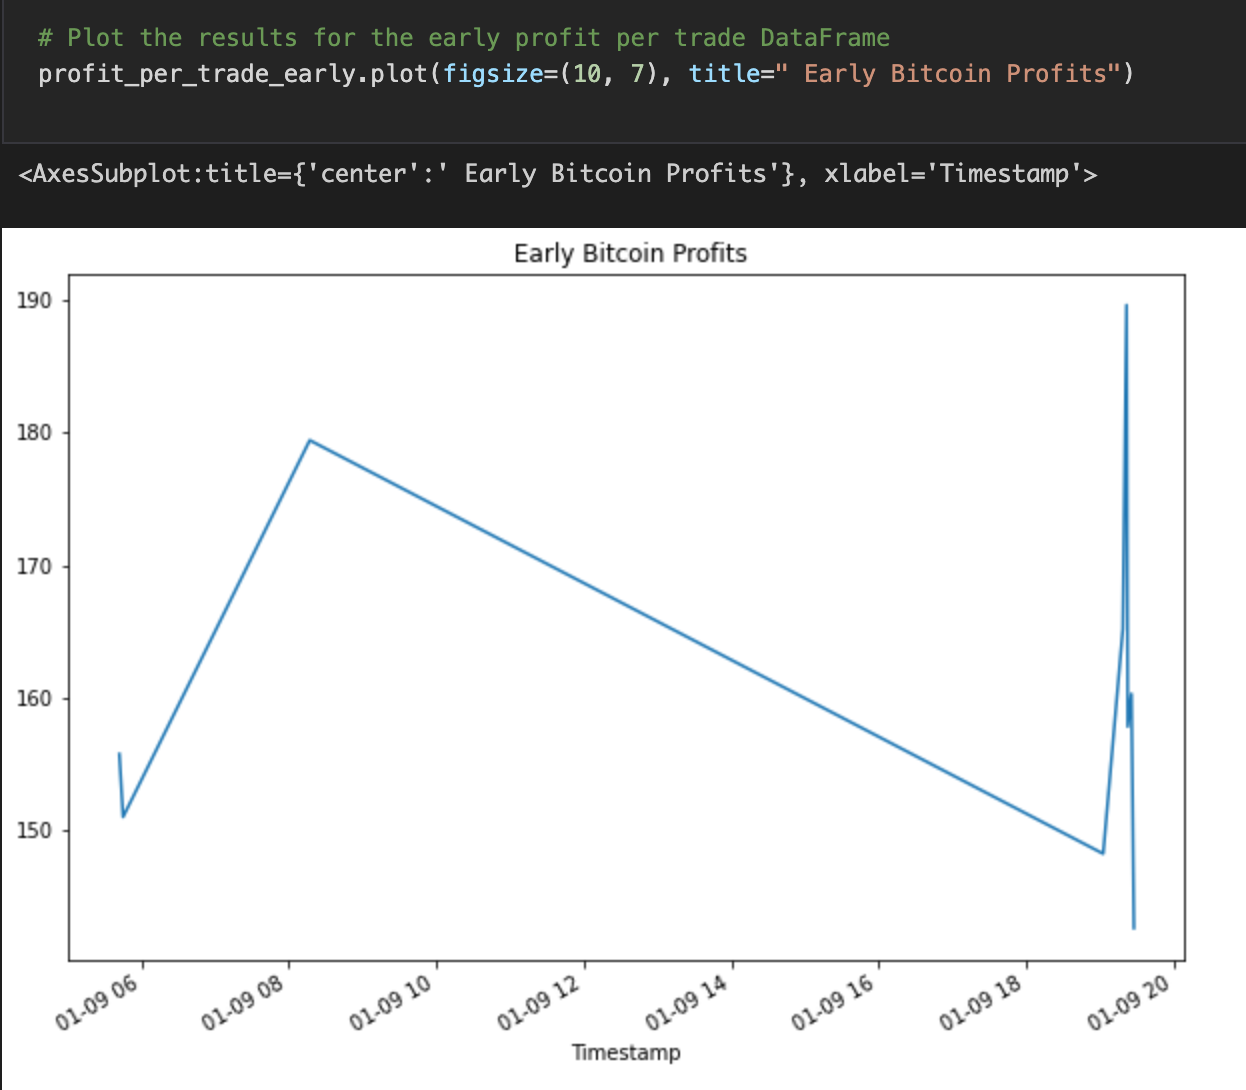 # Plot the results for the early profit per trade DataFrame
profit_per_trade_early.plot(figsize=(10, 7), title=" Early Bitcoin Profits")
<AxesSubplot:title={'center':' Early Bitcoin Profits'}, xlabel='Timestamp'>
Early Bitcoin Profits
190
180
170
160
150
01-09 06
01-09 08
01-09 10
01-09 12
01-09 14
01-09 16
01-09 18
01-09 20
Timestamp